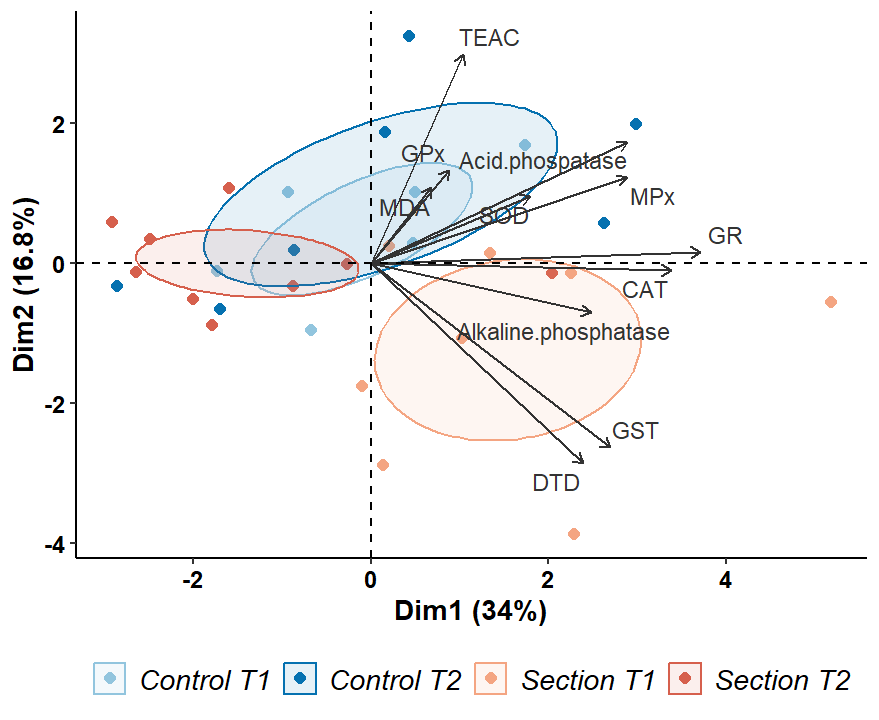 TEAC
GPx
Acid.phospatase
MDA
SOD
MPx
GR
CAT
Alkaline.phosphatase
GST
DTD
2
0
-2
-4
Dim2 (16.8%)
-2
0
2
4
Dim1 (34%)
Control T1
Control T2
Section T1
Section T2